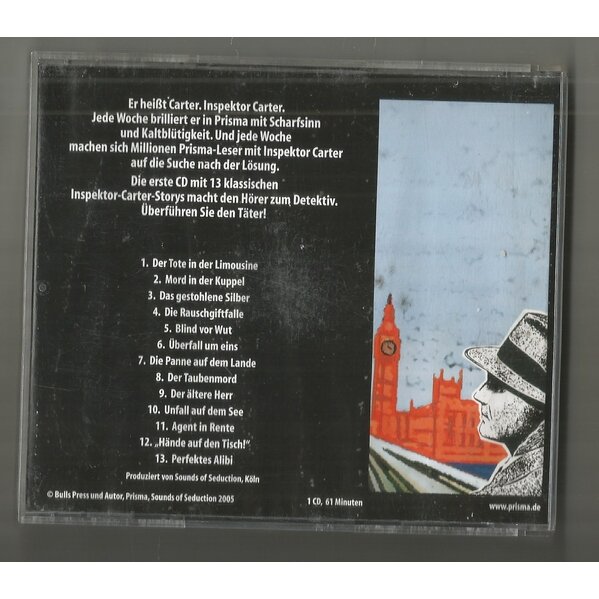 Er heißt Carter. Inspektor Carter.
Jede Woche brilliert er in Prisma mit Scharfsinn
und Kaltblütigkeit. Und jede Woche
machen sich Millionen Prisma-Leser mit Inspektor Carter
auf die Suche nach der Lösung.
Die erste CD mit 13 klassischen
Inspektor-Carter-Storys macht den Hörer zum Detektiv.
Überführen Sie den Täter!
1. Der Tote in der Limousine
2. Mord in der Kuppel
3. Das gestohlene Silber
4. Die Rauschgiftfalle
5. Blind vor Wut
6. Überfall um eins
7. Die Panne auf dem Lande
8. Der Taubenmord
9. Der ältere Herr
10. Unfall auf dem See
11. Agent in Rente
12. „Hände auf den Tisch!"
13. Perfektes Alibi
Produziert von Sounds of Seduction, Köln
© Bulls Press und Autor, Prisma, Sounds of Seduction 2005
1 CD, 61 Minuten
www.prisma.de